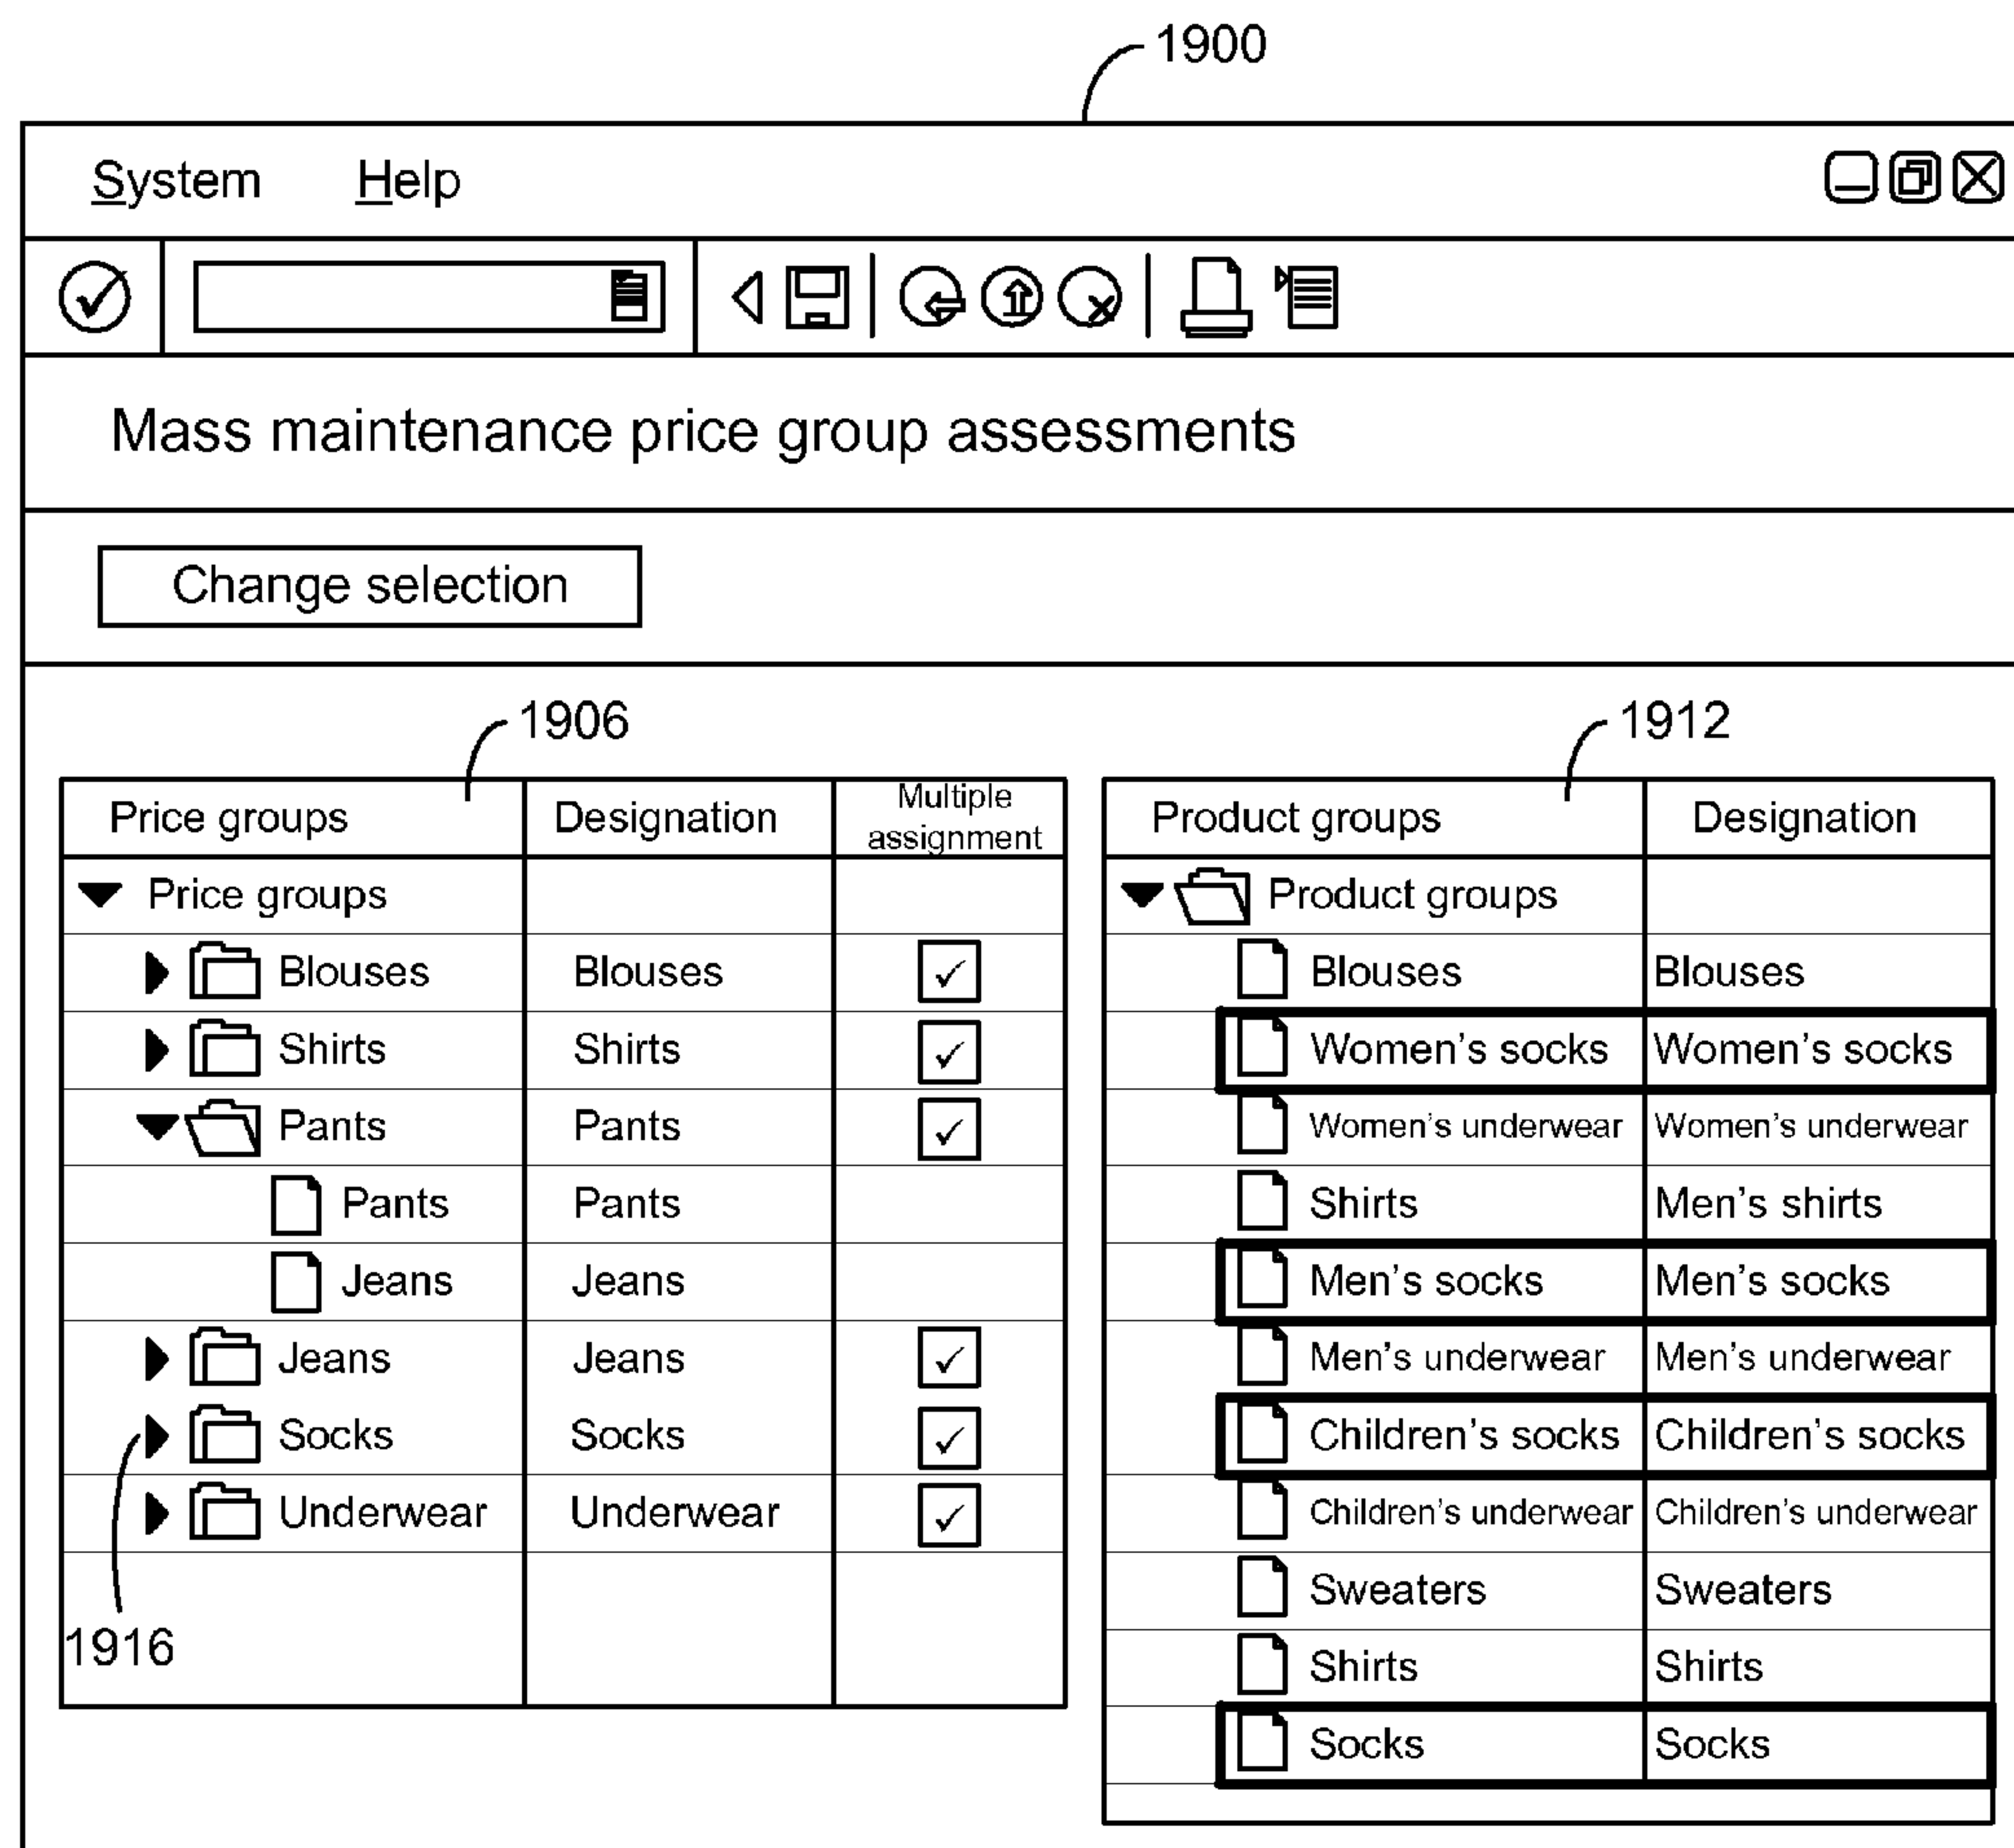 1900
System Help
Mass maintenance price group assessments
Change selection
1906
Price groups Designation Multiple assignment
Price groups
Blouses Blouses
Shirts Shirts
Pants Pants
Pants Pants
Jeans Jeans
Jeans Jeans
Socks Socks
Underwear Underwear
1916
1912
Product groups Designation
Product groups
Blouses Blouses
Women's socks Women's socks
Women's underwear Women's underwear
Shirts Men's shirts
Men's socks Men's socks
Men's underwear Men's underwear
Children's socks Children's socks
Children's underwear Children's underwear
Sweaters Sweaters
Shirts Shirts
Socks Socks